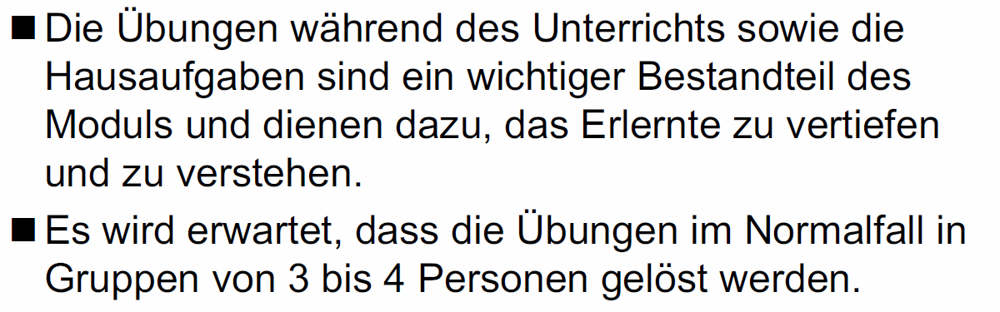 ■ Die Übungen während des Unterrichts sowie die
Hausaufgaben sind ein wichtiger Bestandteil des
Moduls und dienen dazu, das Erlernte zu vertiefen
und zu verstehen.
■ Es wird erwartet, dass die Übungen im Normalfall in
Gruppen von 3 bis 4 Personen gelöst werden.